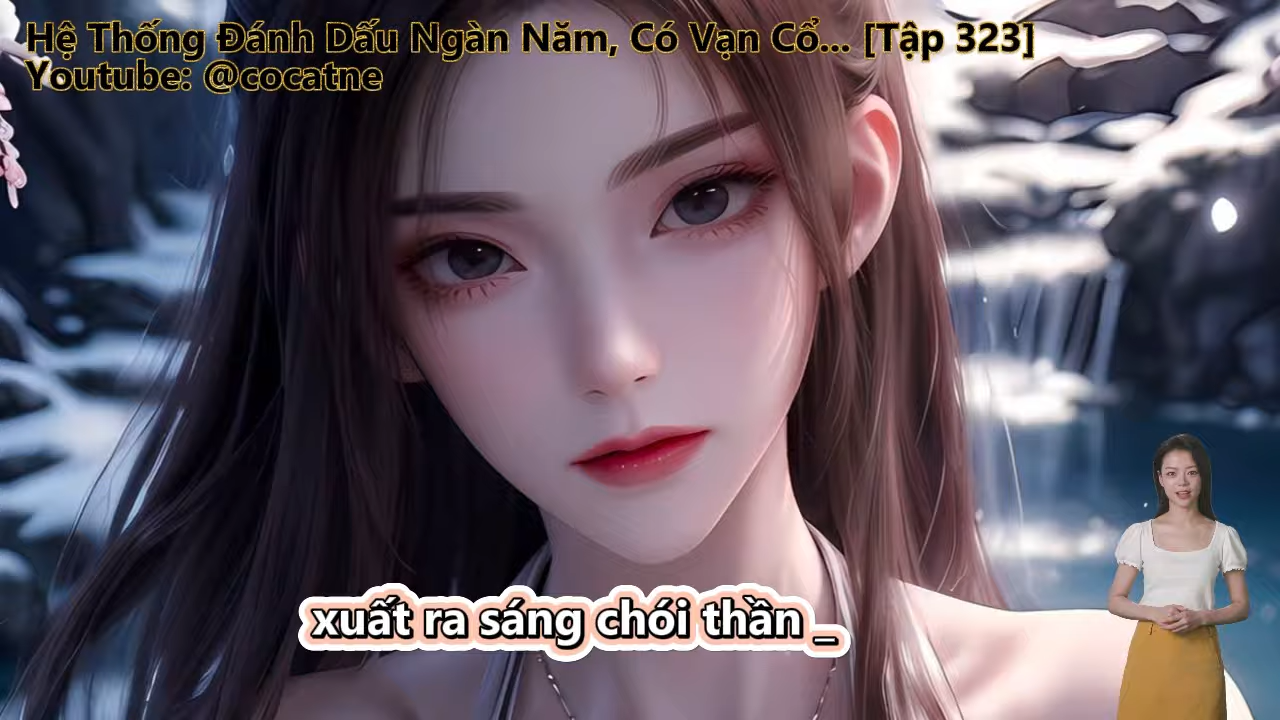 Hệ Thống Đánh Dấu Ngàn Năm, Có Vạn Cổ... [Tập 323]
Youtube: @cocatne
xuất ra sáng chói thần _